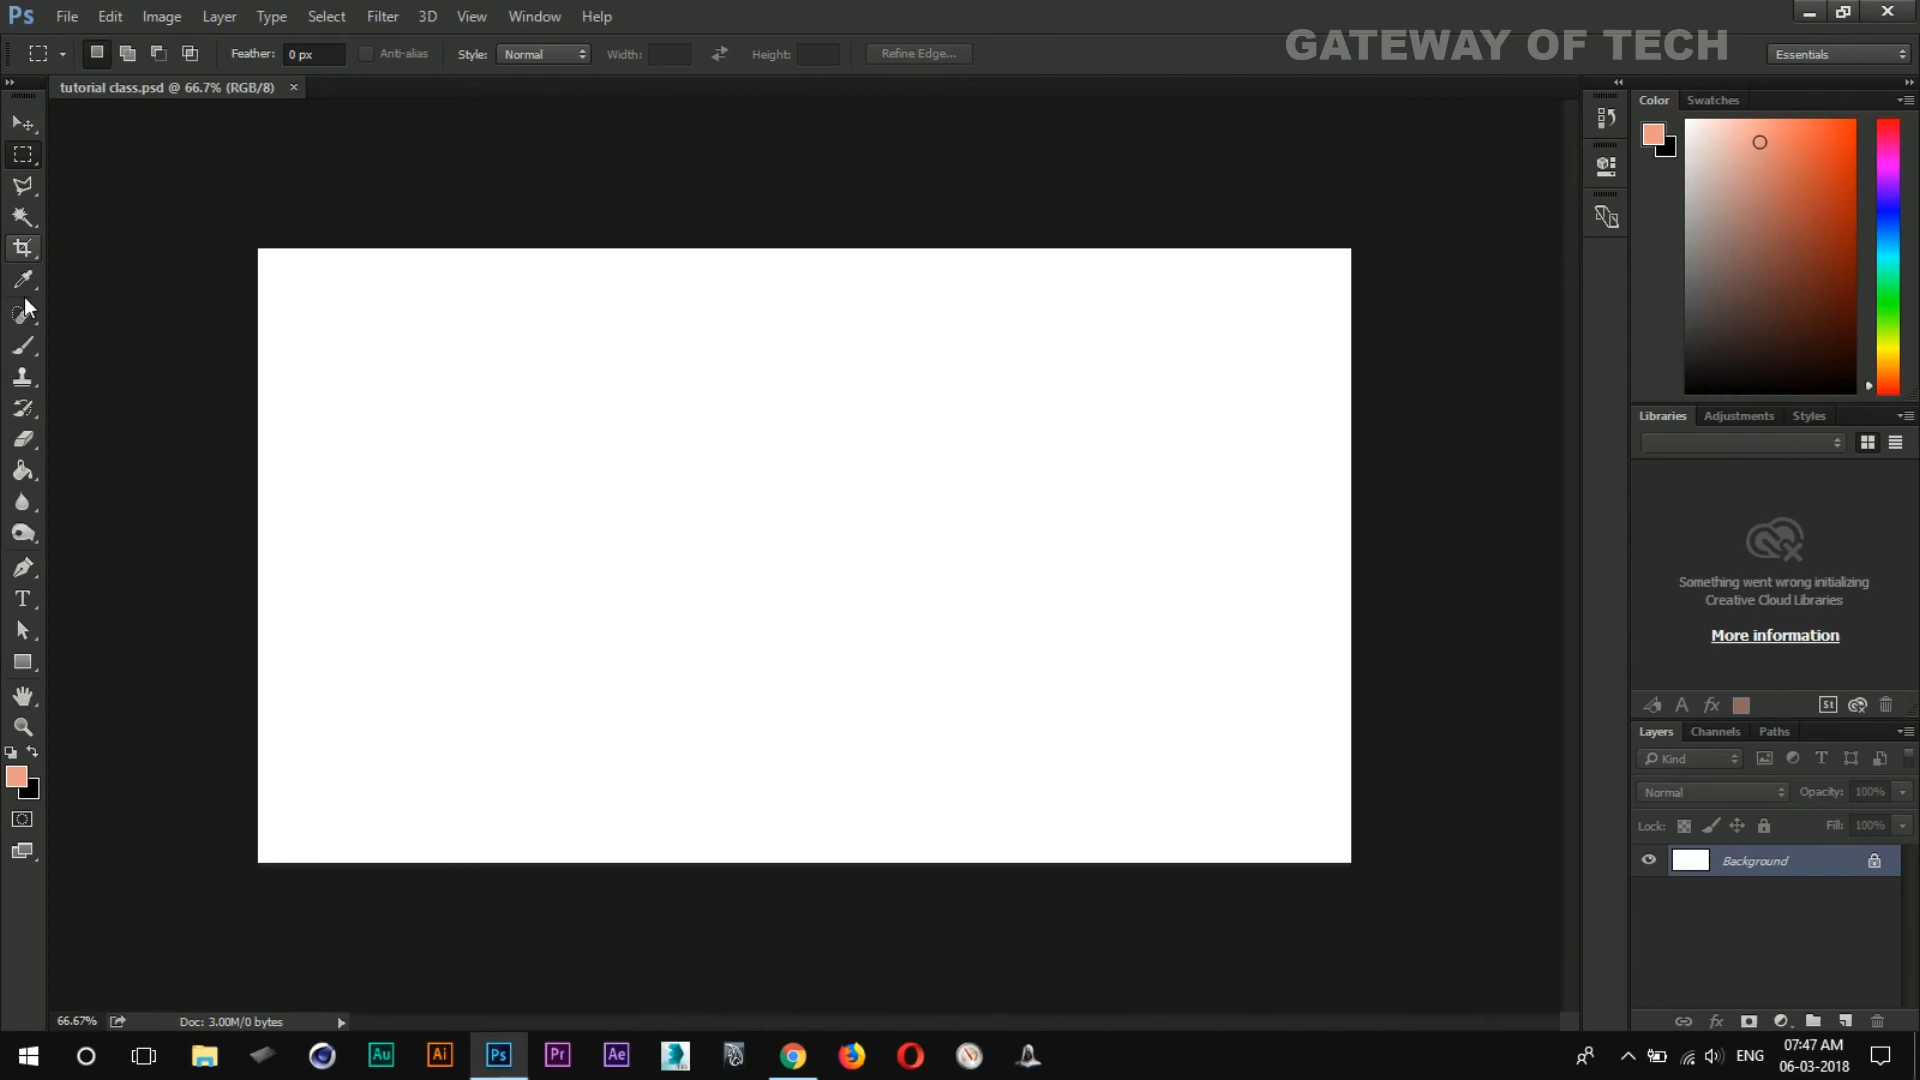 Ps File Edit Image Layer Type Select Filter 3D View Window Help
GATEWAY OF TECH
Feather: 0 px Anti-alias Style: Normal Width: Height: Refine Edge... Essentials
tutorial class.psd @ 66.7% (RGB/8) ×
Color Swatches
Libraries Adjustments Styles
Something went wrong initializing
Creative Cloud Libraries
More information
A fx St
Layers Channels Paths
Kind T
Normal Opacity: 100%
Lock: Fill: 100%
Background
T
66.67% Doc: 3.00M/0 bytes
fx
Au Ai Ps Pr Ae ENG 07:47 AM
06-03-2018